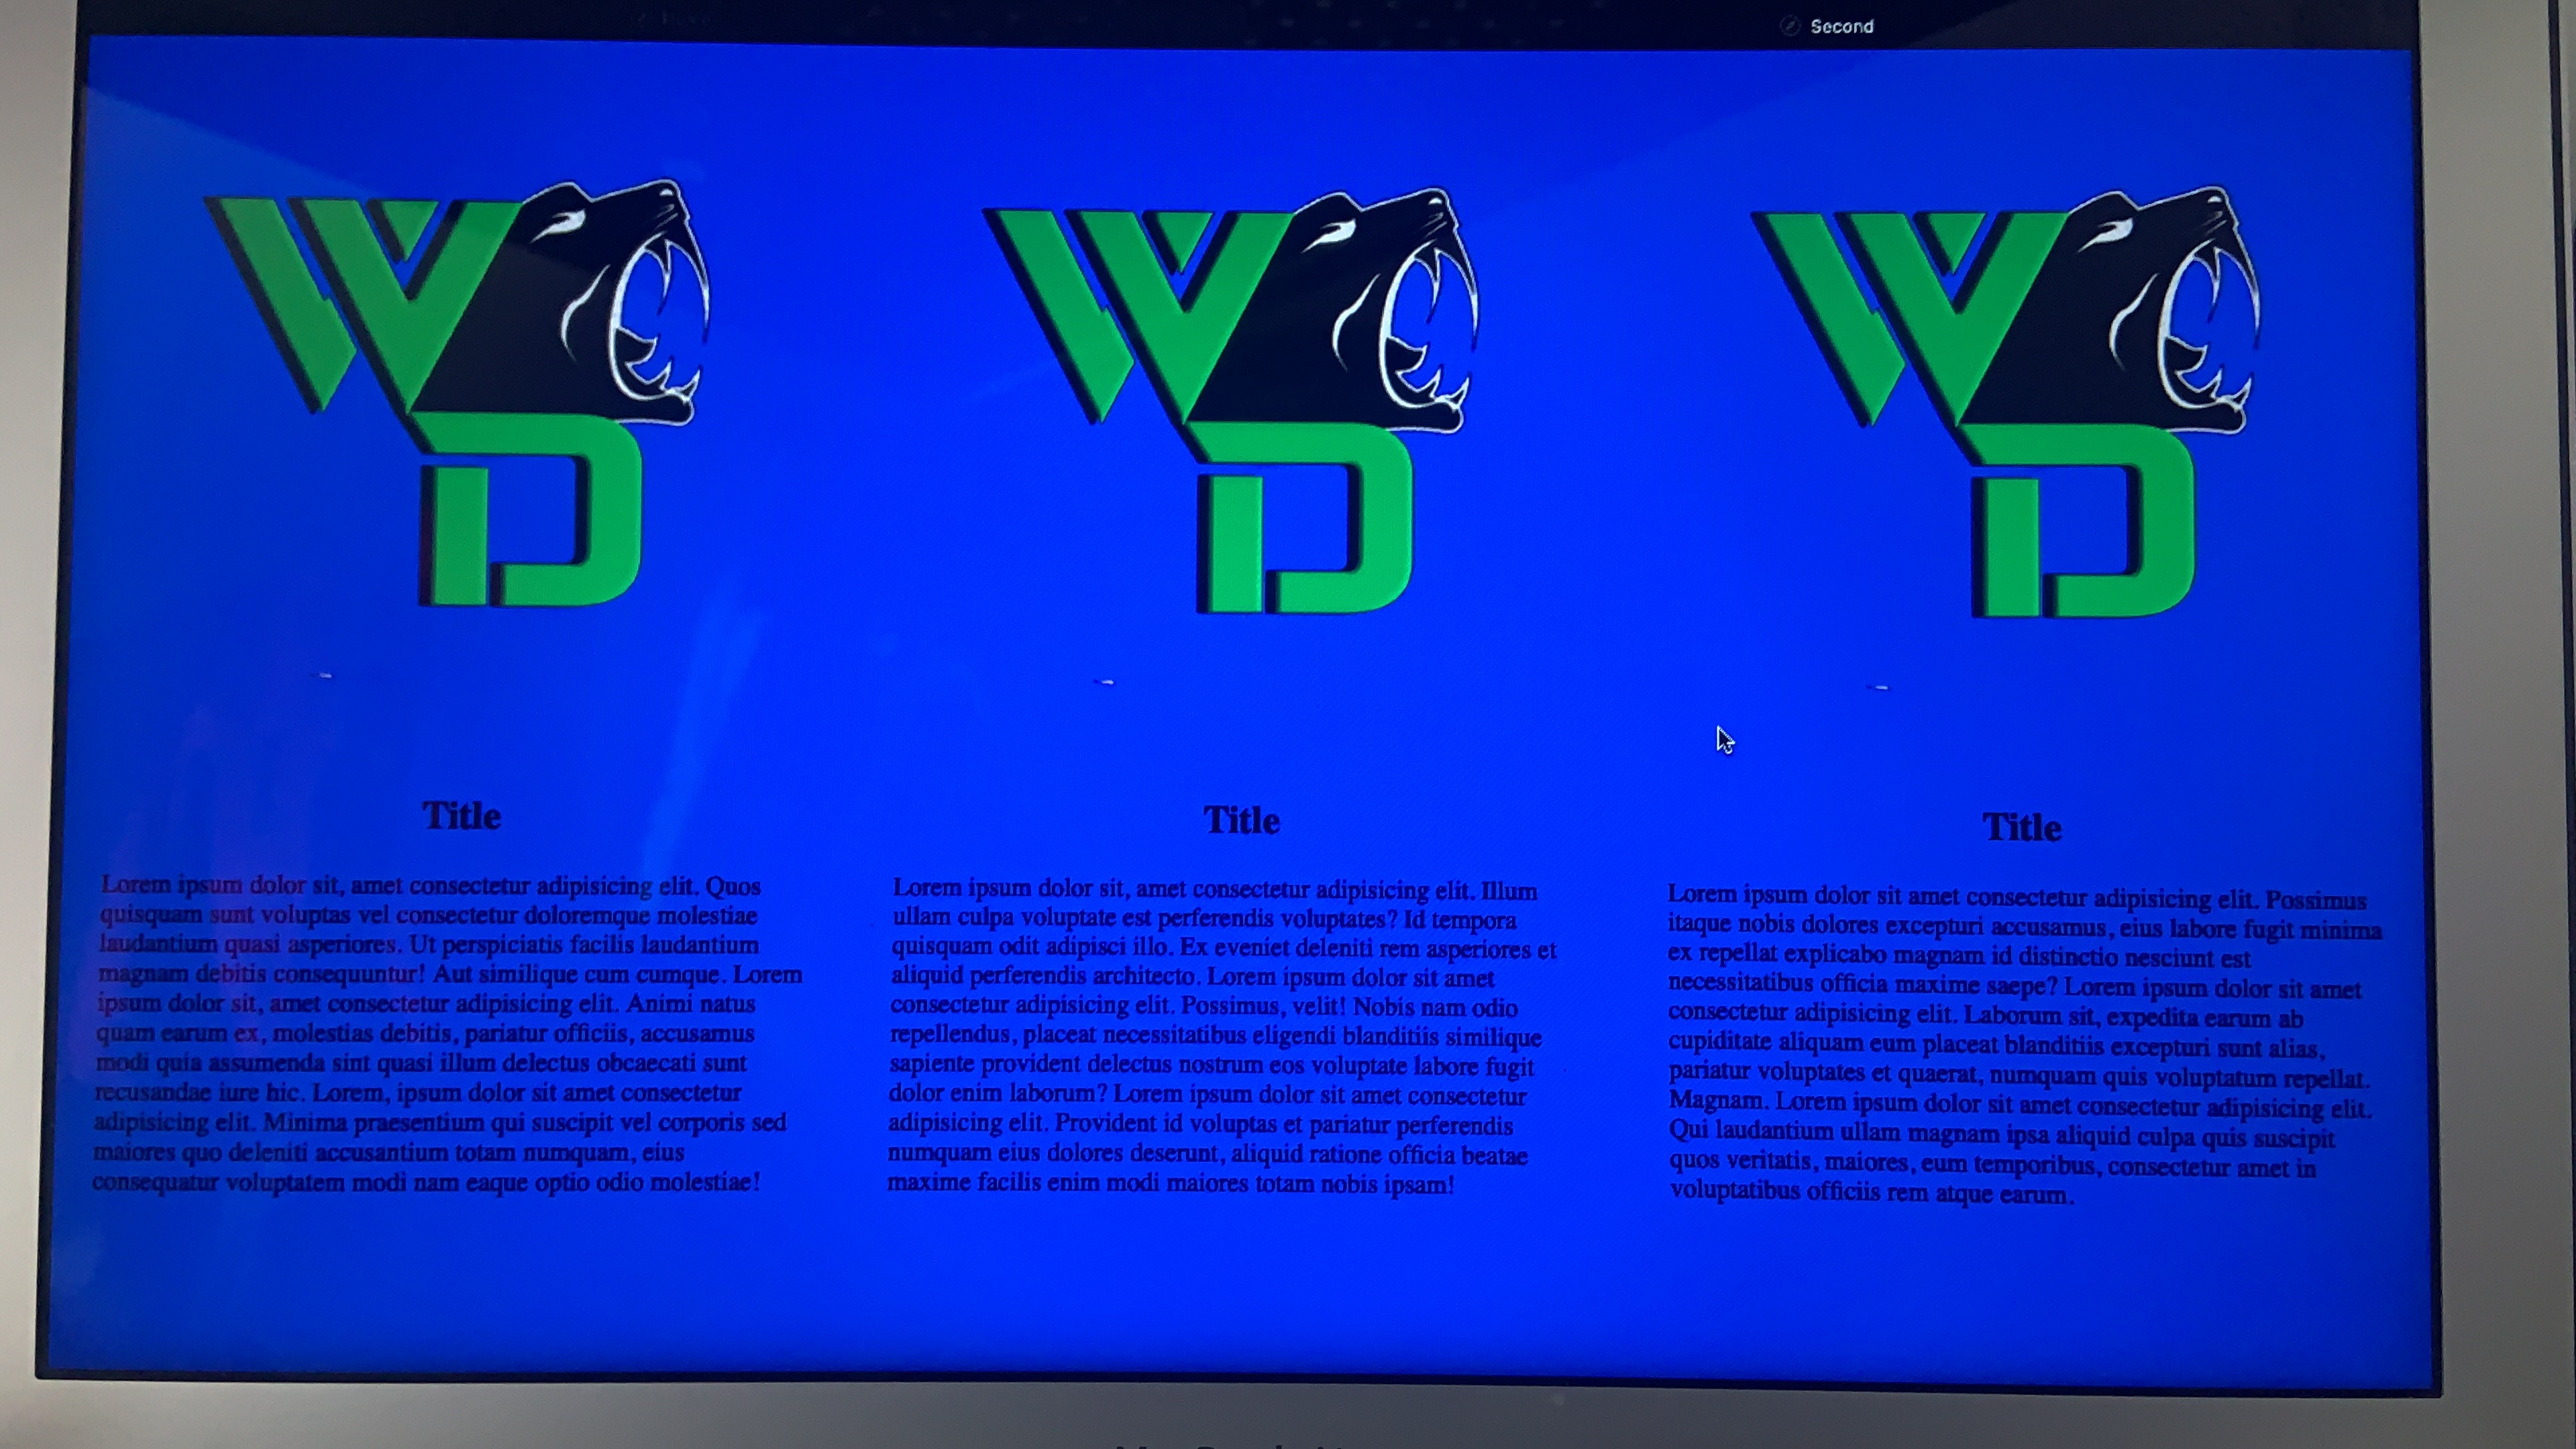 Second
WD
WD
WD
Title
Lorem ipsum dolor sit, amet consectetur adipisicing elit. Quos
quisquam sunt voluptas vel consectetur doloremque molestiae
laudantium quasi asperiores. Ut perspiciatis facilis laudantium
magnam debitis consequuntur! Aut similique cum cumque. Lorem
ipsum dolor sit, amet consectetur adipisicing elit. Animi natus
quam earum ex, molestias debitis, pariatur officiis, accusamus
modi quia assumenda sint quasi illum delectus obcaecati sunt
recusandae iure hic. Lorem, ipsum dolor sit amet consectetur
adipisicing elit. Minima praesentium qui suscipit vel corporis sed
maiores quo deleniti accusantium totam numquam, eius
consequatur voluptatem modi nam eaque optio odio molestiae!
Title
Lorem ipsum dolor sit, amet consectetur adipisicing elit. Illum
ullam culpa voluptate est perferendis voluptates? Id tempora
quisquam odit adipisci illo. Ex eveniet deleniti rem asperiores et
aliquid perferendis architecto. Lorem ipsum dolor sit amet
consectetur adipisicing elit. Possimus, velit! Nobis nam odio
repellendus, placeat necessitatibus eligendi blanditiis similique
sapiente provident delectus nostrum eos voluptate labore fugit
dolor enim laborum? Lorem ipsum dolor sit amet consectetur
adipisicing elit. Provident id voluptas et pariatur perferendis
numquam eius dolores deserunt, aliquid ratione officia beatae
maxime facilis enim modi maiores totam nobis ipsam!
Title
Lorem ipsum dolor sit amet consectetur adipisicing elit. Possimus
itaque nobis dolores excepturi accusamus, eius labore fugit minima
ex repellat explicabo magnam id distinctio nesciunt est
necessitatibus officia maxime saepe? Lorem ipsum dolor sit amet
consectetur adipisicing elit. Laborum sit, expedita earum ab
cupiditate aliquam eum placeat blanditiis excepturi sunt alias,
pariatur voluptates et quaerat, numquam quis voluptatum repellat.
Magnam. Lorem ipsum dolor sit amet consectetur adipisicing elit.
Qui laudantium ullam magnam ipsa aliquid culpa quis suscipit
quos veritatis, maiores, eum temporibus, consectetur amet in
voluptatibus officiis rem atque earum.